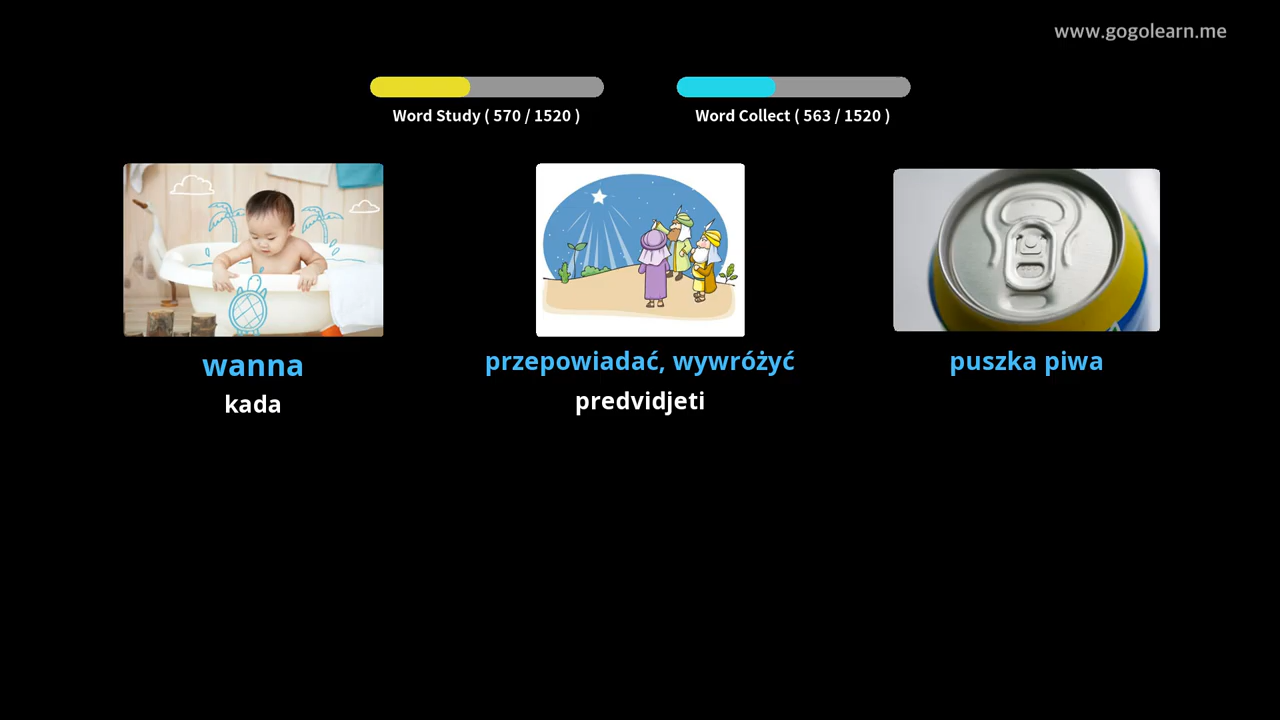 www.gogolearn.me
Word Study ( 570 / 1520 )
Word Collect ( 563 / 1520 )
wanna
kada
przepowiadać, wywróżyć
predvidjeti
puszka piwa